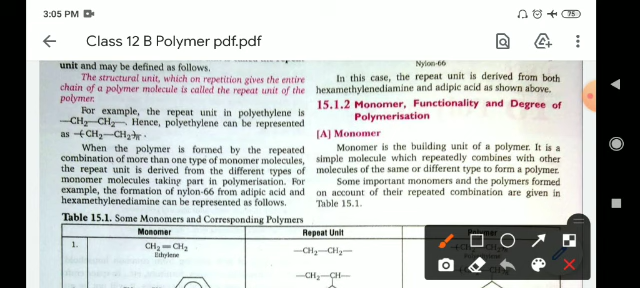 3:05 PM
75
Class 12 B Polymer pdf.pdf
unit and may be defined as follows.
The structural unit, which on repetition gives the entire
chain of a polymer molecule is called the repeat unit of the
polymer.
For example, the repeat unit in polyethylene is
—CH2—CH2—. Hence, polyethylene can be represented
as
When the polymer is formed by the repeated
combination of more than one type of monomer molecules,
the repeat unit is derived from the different types of
monomer molecules taking part in polymerisation. For
example, the formation of nylon-66 from adipic acid and
hexamethylenediamine can be represented as follows.
Nylon-66
In this case, the repeat unit is derived from both
hexamethylenediamine and adipic acid as shown above.
15.1.2 Monomer, Functionality and Degree of
Polymerisation
[A] Monomer
Monomer is the building unit of a polymer. It is a
simple molecule which repeatedly combines with other
molecules of the same or different type to form a polymer.
Some important monomers and the polymers formed
on account of their repeated combination are given in
Table 15.1.
Table 15.1. Some Monomers and Corresponding Polymers
Monomer Repeat Unit
1. CH2=CH2 —CH2—CH2—
Ethylene
—CH2—CH—